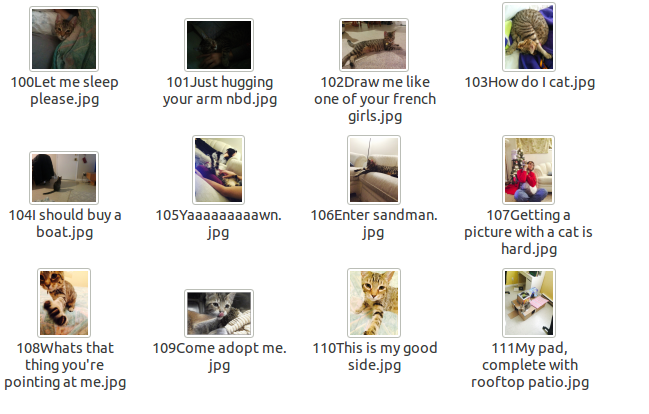 100Let me sleep
please.jpg
101Just hugging
your arm nbd.jpg
102Draw me like
one of your french
girls.jpg
103How do I cat.jpg
104I should buy a
boat.jpg
105Yaaaaaaaaawn.
jpg
106Enter sandman.
jpg
107Getting a
picture with a cat is
hard.jpg
108Whats that
thing you're
pointing at me.jpg
109Come adopt me.
jpg
110This is my good
side.jpg
111My pad,
complete with
rooftop patio.jpg